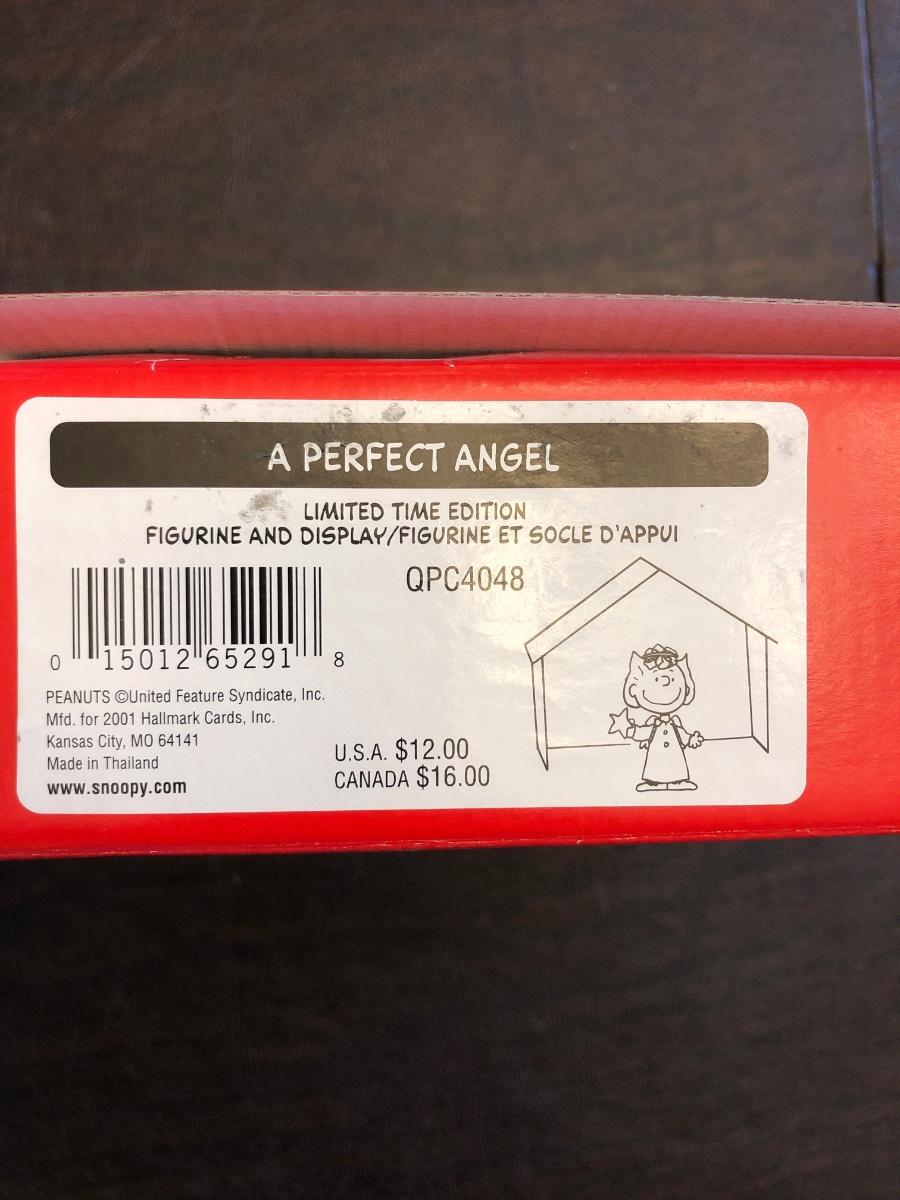 A PERFECT ANGEL
LIMITED TIME EDITION
FIGURINE AND DISPLAY/FIGURINE ET SOCLE D'APPUI
QPC4048
0 15012 65291 8
PEANUTS ©United Feature Syndicate, Inc.
Mfd. for 2001 Hallmark Cards, Inc.
Kansas City, MO 64141
Made in Thailand
www.snoopy.com
U.S.A. $12.00
CANADA $16.00